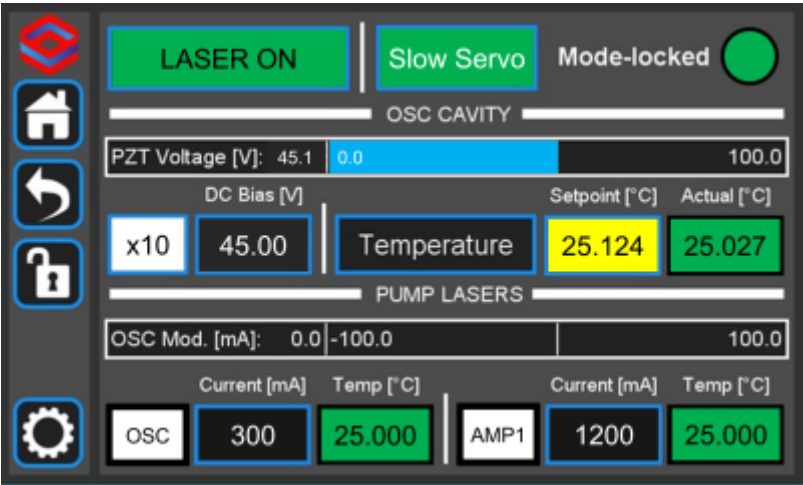 LASER ON Slow Servo Mode-locked
OSC CAVITY
PZT Voltage [V]: 45.1 0.0 100.0
DC Bias [V] Setpoint [°C] Actual [°C]
x10 45.00 Temperature 25.124 25.027
PUMP LASERS
OSC Mod. [mA]: 0.0 -100.0 100.0
Current [mA] Temp [°C] Current [mA] Temp [°C]
OSC 300 25.000 AMP1 1200 25.000